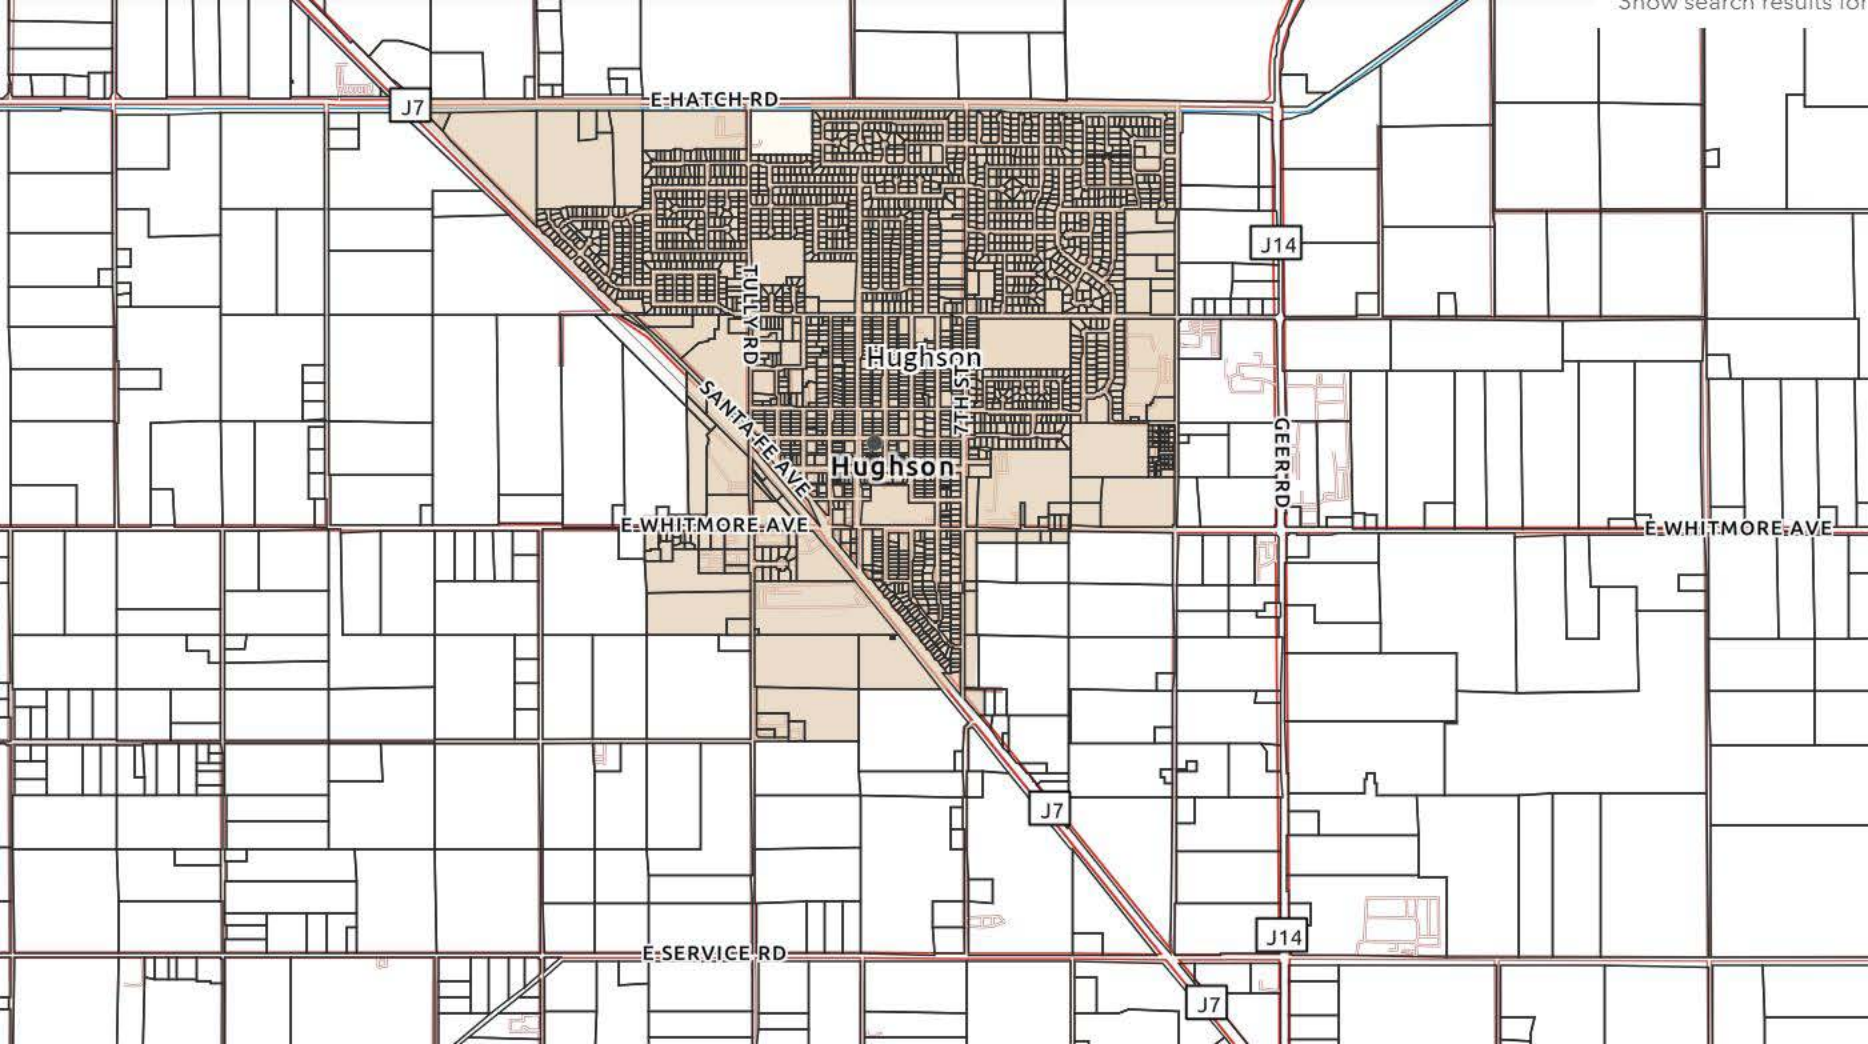 Show search results for
E HATCH RD
J7
J14
TULLY RD
Hughson
7TH ST
SANTA FE AVE
GEER RD
Hughson
E WHITMORE AVE
E WHITMORE AVE
J7
J14
E SERVICE RD
J7